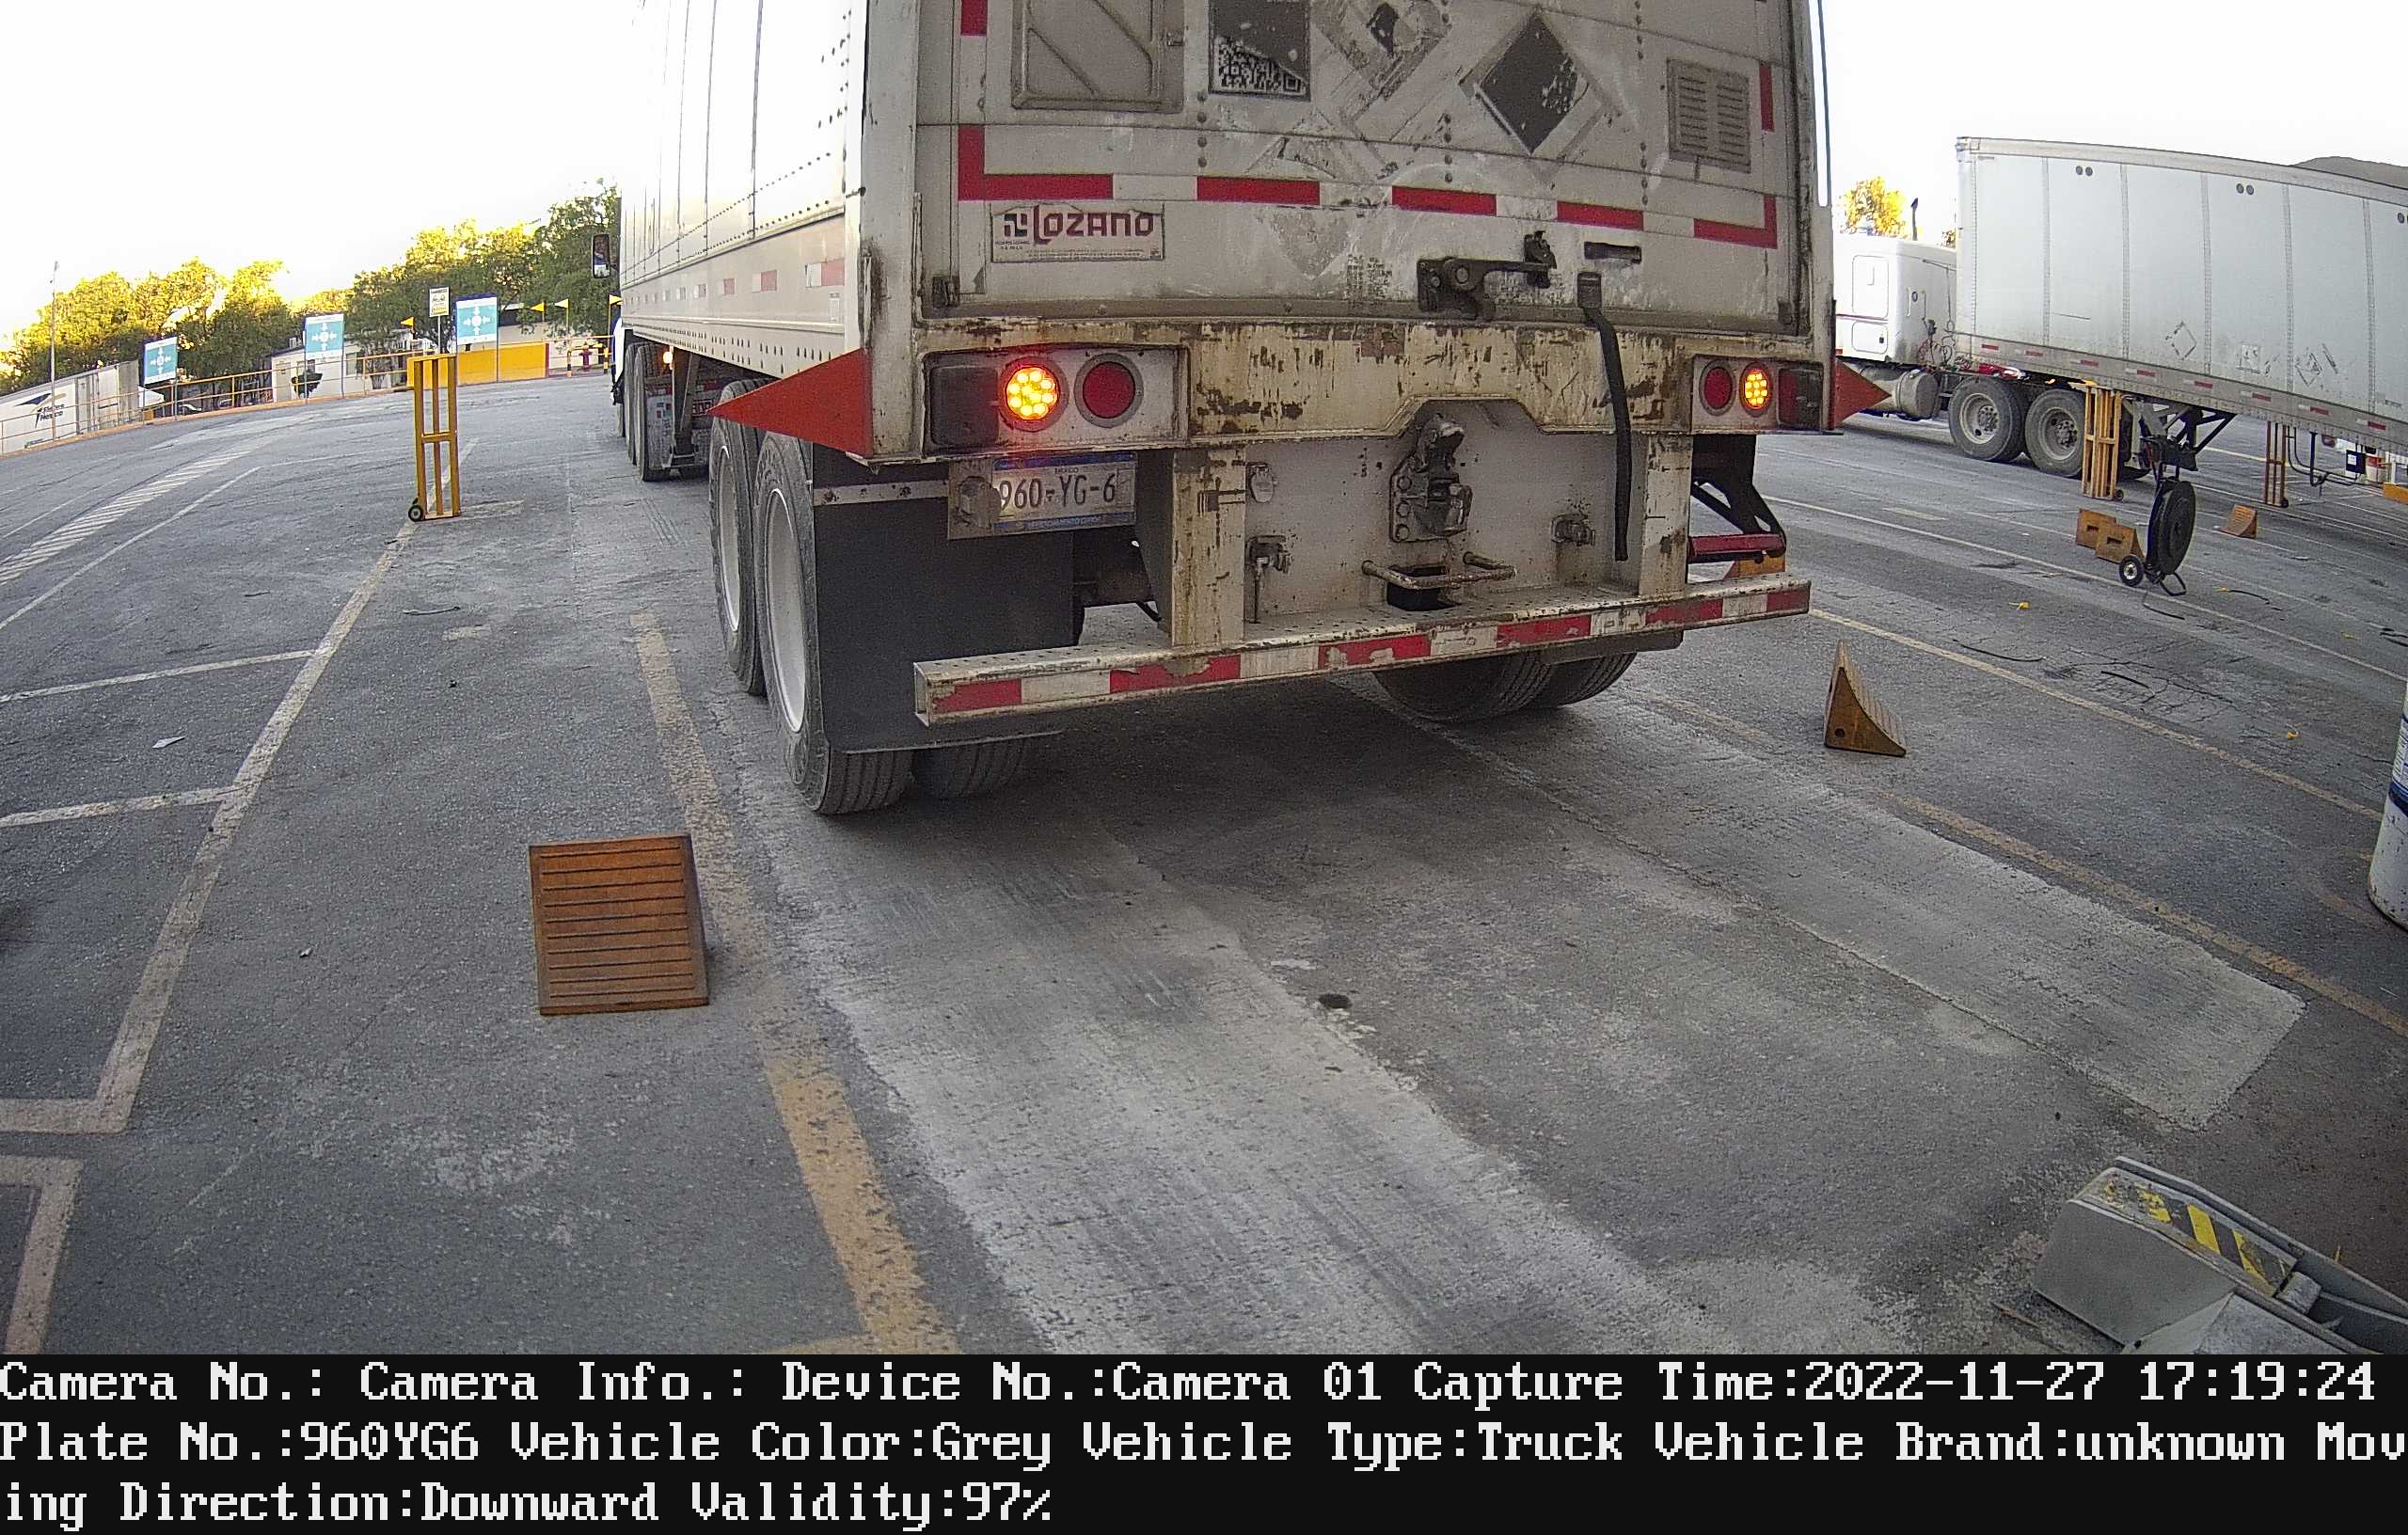 LOZANO
960-YG-6
Camera No.: Camera Info.: Device No.:Camera 01 Capture Time:2022-11-27 17:19:24
Plate No.:960YG6 Vehicle Color:Grey Vehicle Type:Truck Vehicle Brand:unknown Mov
ing Direction:Downward Validity:97%